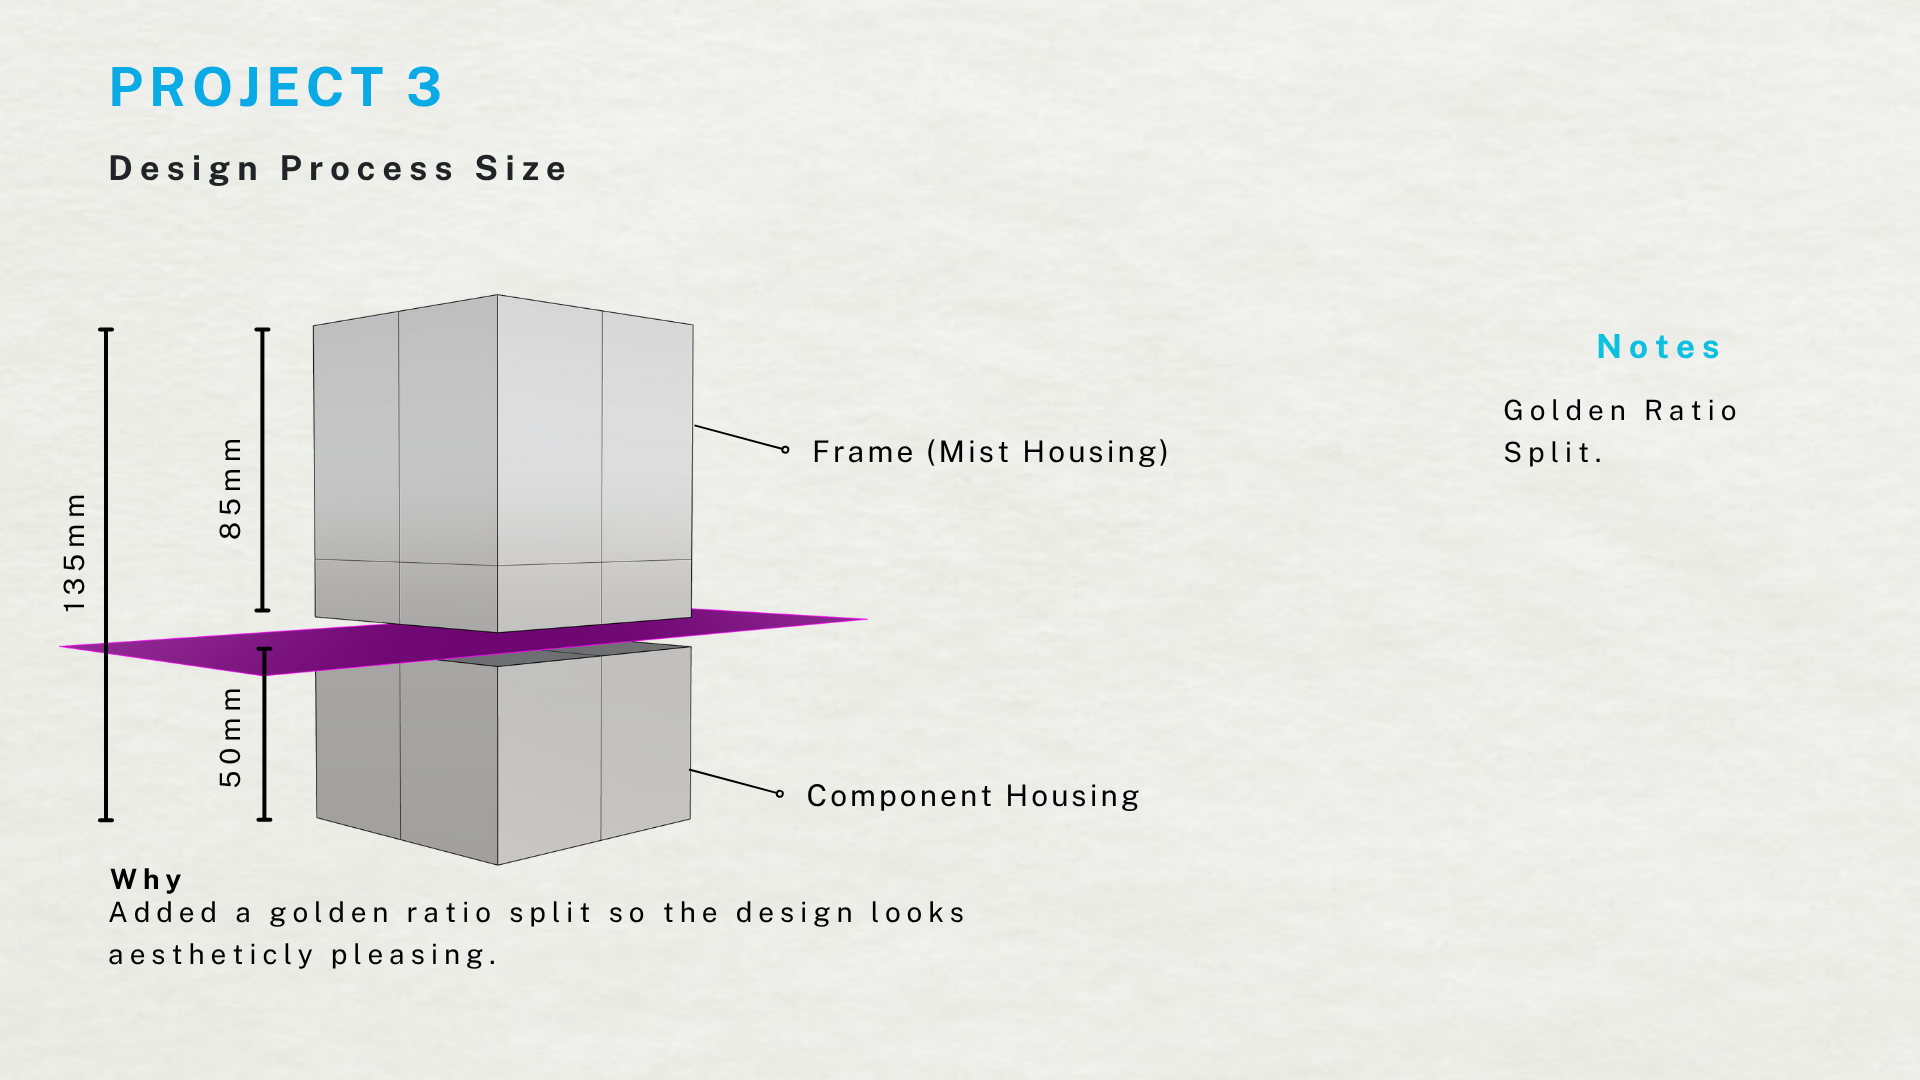 PROJECT 3
Design Process Size
135mm
85mm
50mm
Frame (Mist Housing)
Component Housing
Notes
Golden Ratio
Split.
Why
Added a golden ratio split so the design looks
aestheticly pleasing.